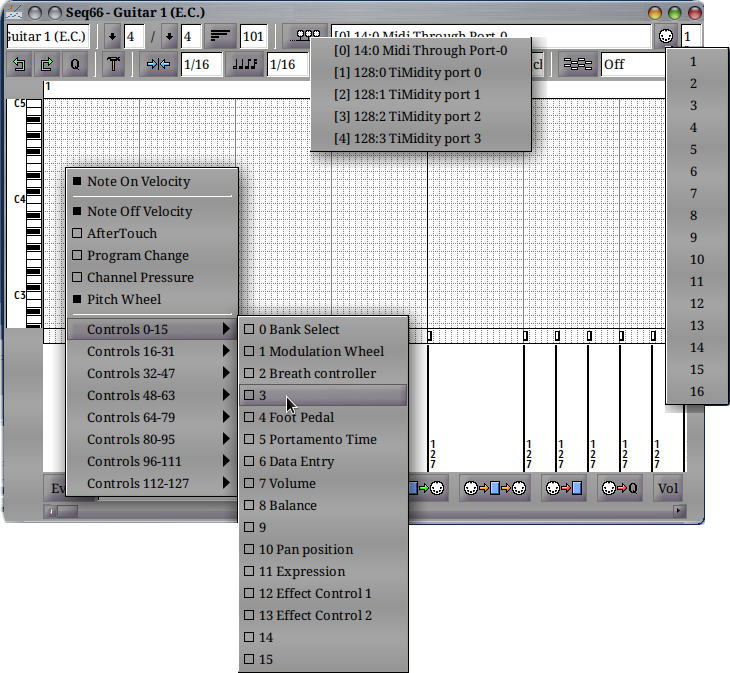 Seq66 - Guitar 1 (E.C.)
Guitar 1 (E.C.) 4 / 4 101 [0] 14:0 Midi Through Port-0 1
Q 1/16 1/16 Off
1
C5
C4
C3
[0] 14:0 Midi Through Port-0
[1] 128:0 TiMidity port 0
[2] 128:1 TiMidity port 1
[3] 128:2 TiMidity port 2
[4] 128:3 TiMidity port 3
1
2
3
4
5
6
7
8
9
10
11
12
13
14
15
16
Note On Velocity
Note Off Velocity
AfterTouch
Program Change
Channel Pressure
Pitch Wheel
Controls 0-15
Controls 16-31
Controls 32-47
Controls 48-63
Controls 64-79
Controls 80-95
Controls 96-111
Controls 112-127
0 Bank Select
1 Modulation Wheel
2 Breath controller
3
4 Foot Pedal
5 Portamento Time
6 Data Entry
7 Volume
8 Balance
9
10 Pan position
11 Expression
12 Effect Control 1
13 Effect Control 2
14
15
127 127 127 127 127 127
Q Vol